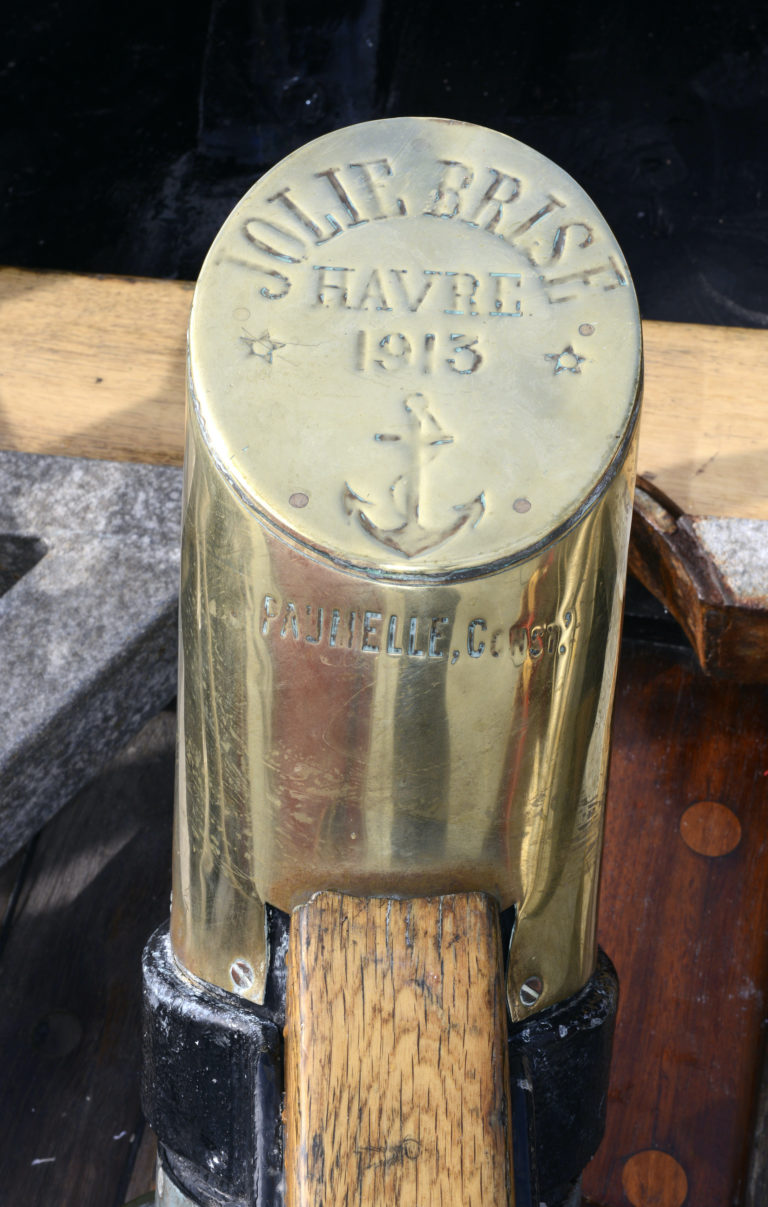 JOLIE BRISE
HAVRE
1913
PAUMELLE, CONST.